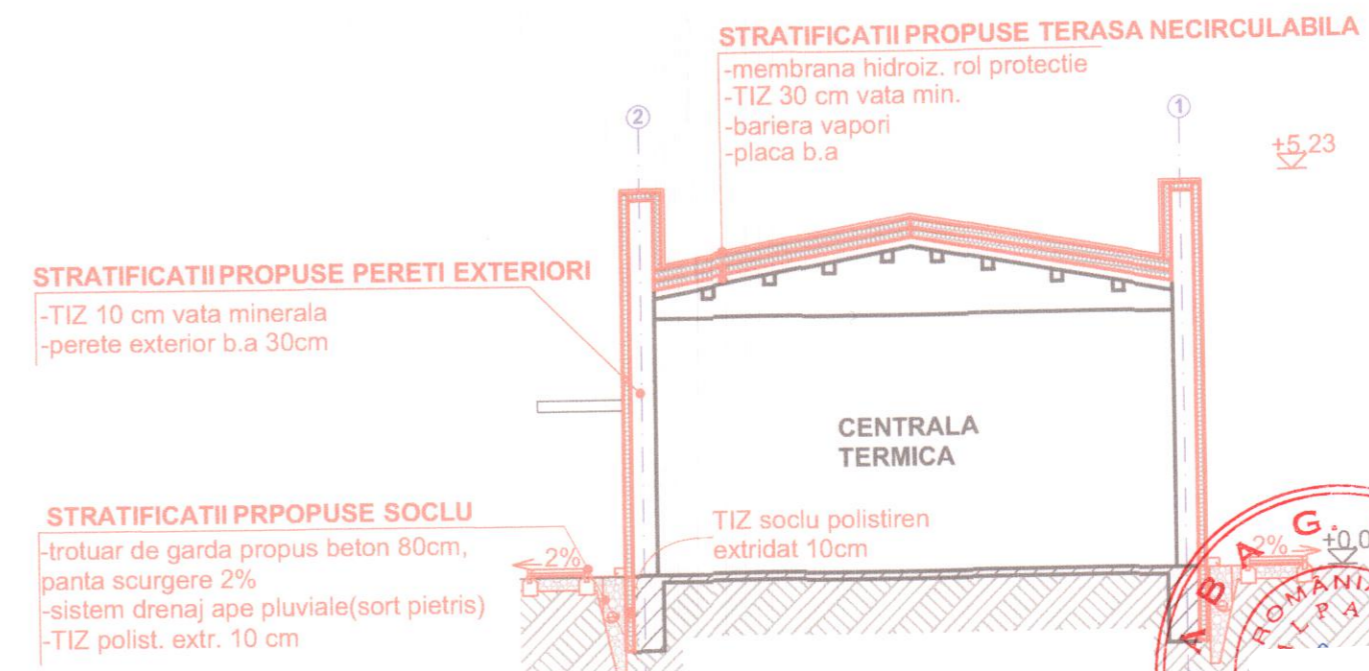 STRATIFICATII PROPUSE TERASA NECIRCULABILA
-membrana hidroiz. rol protectie
-TIZ 30 cm vata min.
-bariera vapori
-placa b.a
2
1
+5,23
STRATIFICATII PROPUSE PERETI EXTERIORI
-TIZ 10 cm vata minerala
-perete exterior b.a 30cm
CENTRALA
TERMICA
STRATIFICATII PRPOPUSE SOCLU
-trotuar de garda propus beton 80cm,
panta scurgere 2%
-sistem drenaj ape pluviale(sort pietris)
-TIZ polist. extr. 10 cm
2%
TIZ soclu polistiren
extridat 10cm
2%
+0,0
A B A G.
ROMÂNI
L P A